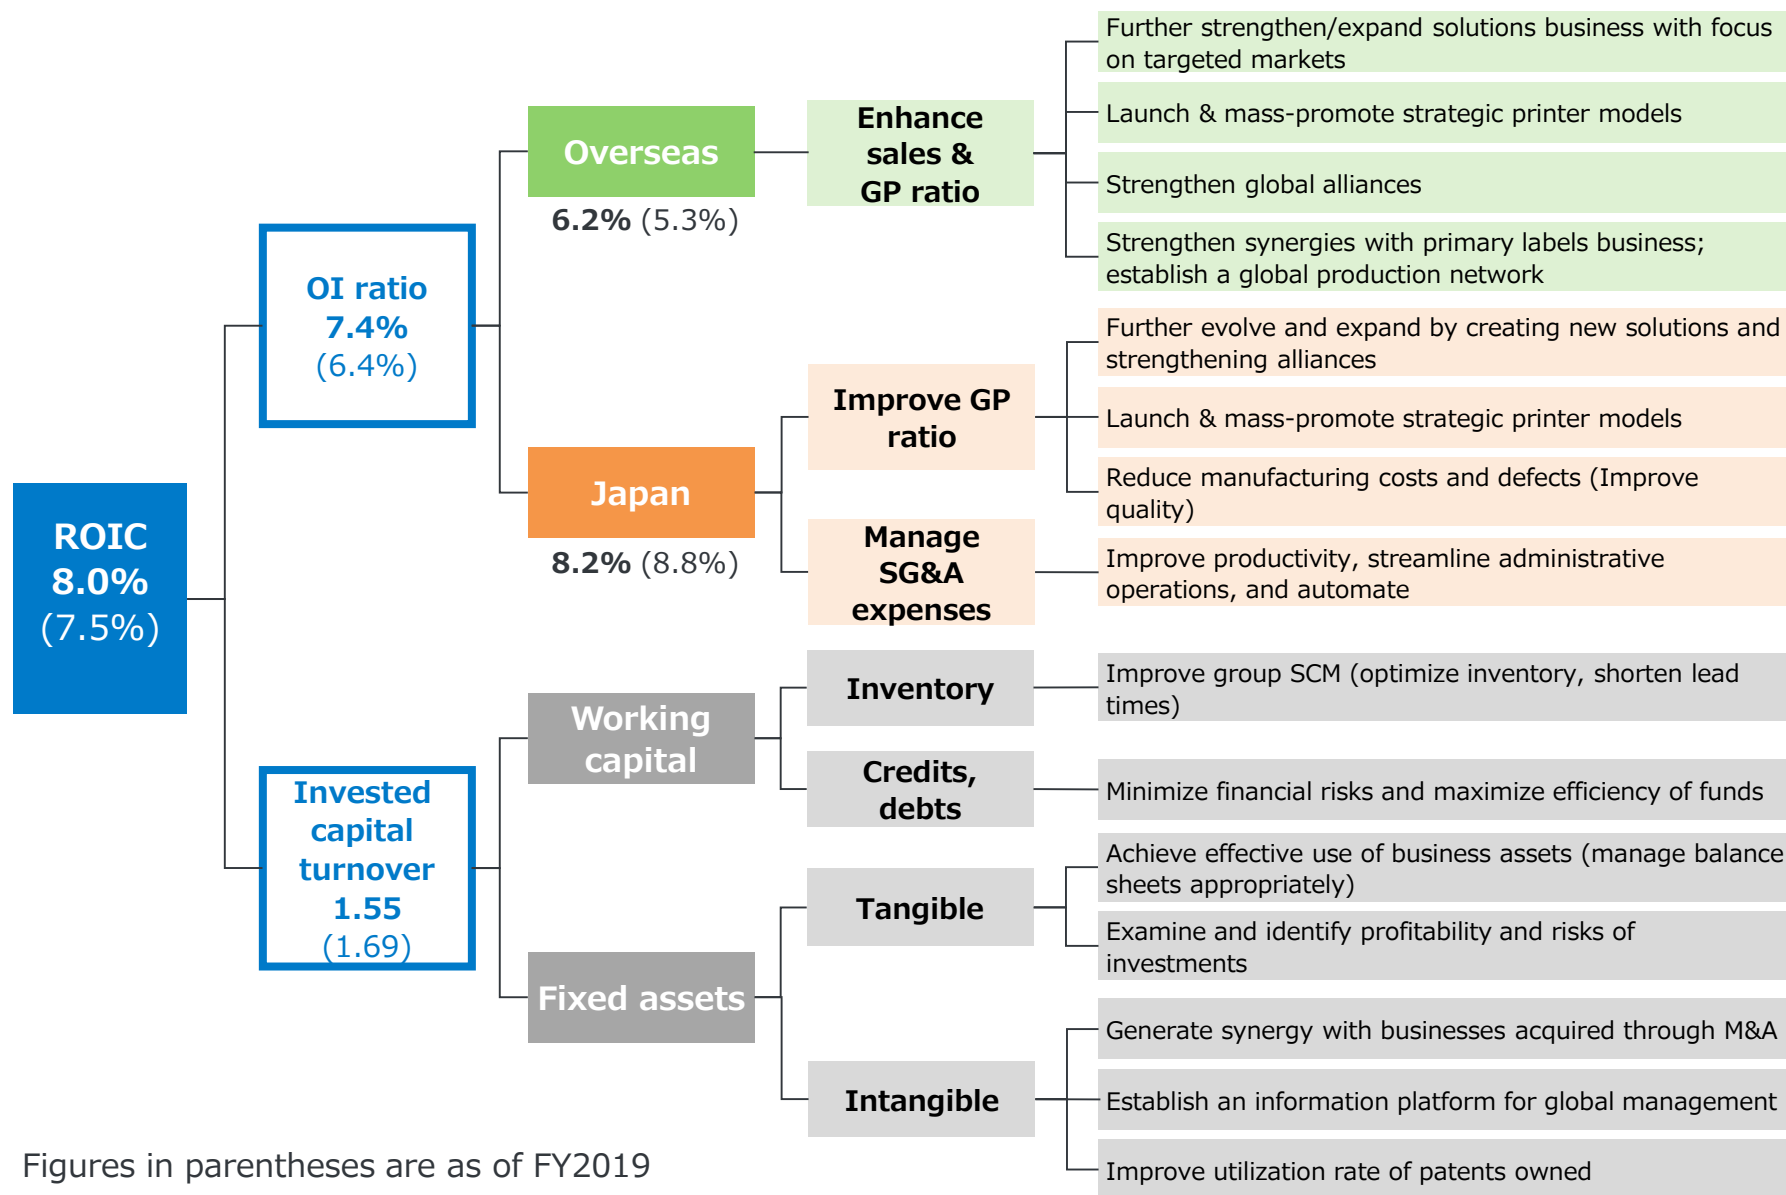 ROIC
8.0%
(7.5%)
OI ratio
7.4%
(6.4%)
Overseas
6.2% (5.3%)
Enhance
sales &
GP ratio
Further strengthen/expand solutions business with focus
on targeted markets
Launch & mass-promote strategic printer models
Strengthen global alliances
Strengthen synergies with primary labels business;
establish a global production network
Japan
8.2% (8.8%)
Improve GP
ratio
Further evolve and expand by creating new solutions and
strengthening alliances
Launch & mass-promote strategic printer models
Reduce manufacturing costs and defects (Improve
quality)
Manage
SG&A
expenses
Improve productivity, streamline administrative
operations, and automate
Invested
capital
turnover
1.55
(1.69)
Working
capital
Inventory
Improve group SCM (optimize inventory, shorten lead
times)
Credits,
debts
Minimize financial risks and maximize efficiency of funds
Fixed assets
Tangible
Achieve effective use of business assets (manage balance
sheets appropriately)
Examine and identify profitability and risks of
investments
Intangible
Generate synergy with businesses acquired through M&A
Establish an information platform for global management
Improve utilization rate of patents owned
Figures in parentheses are as of FY2019